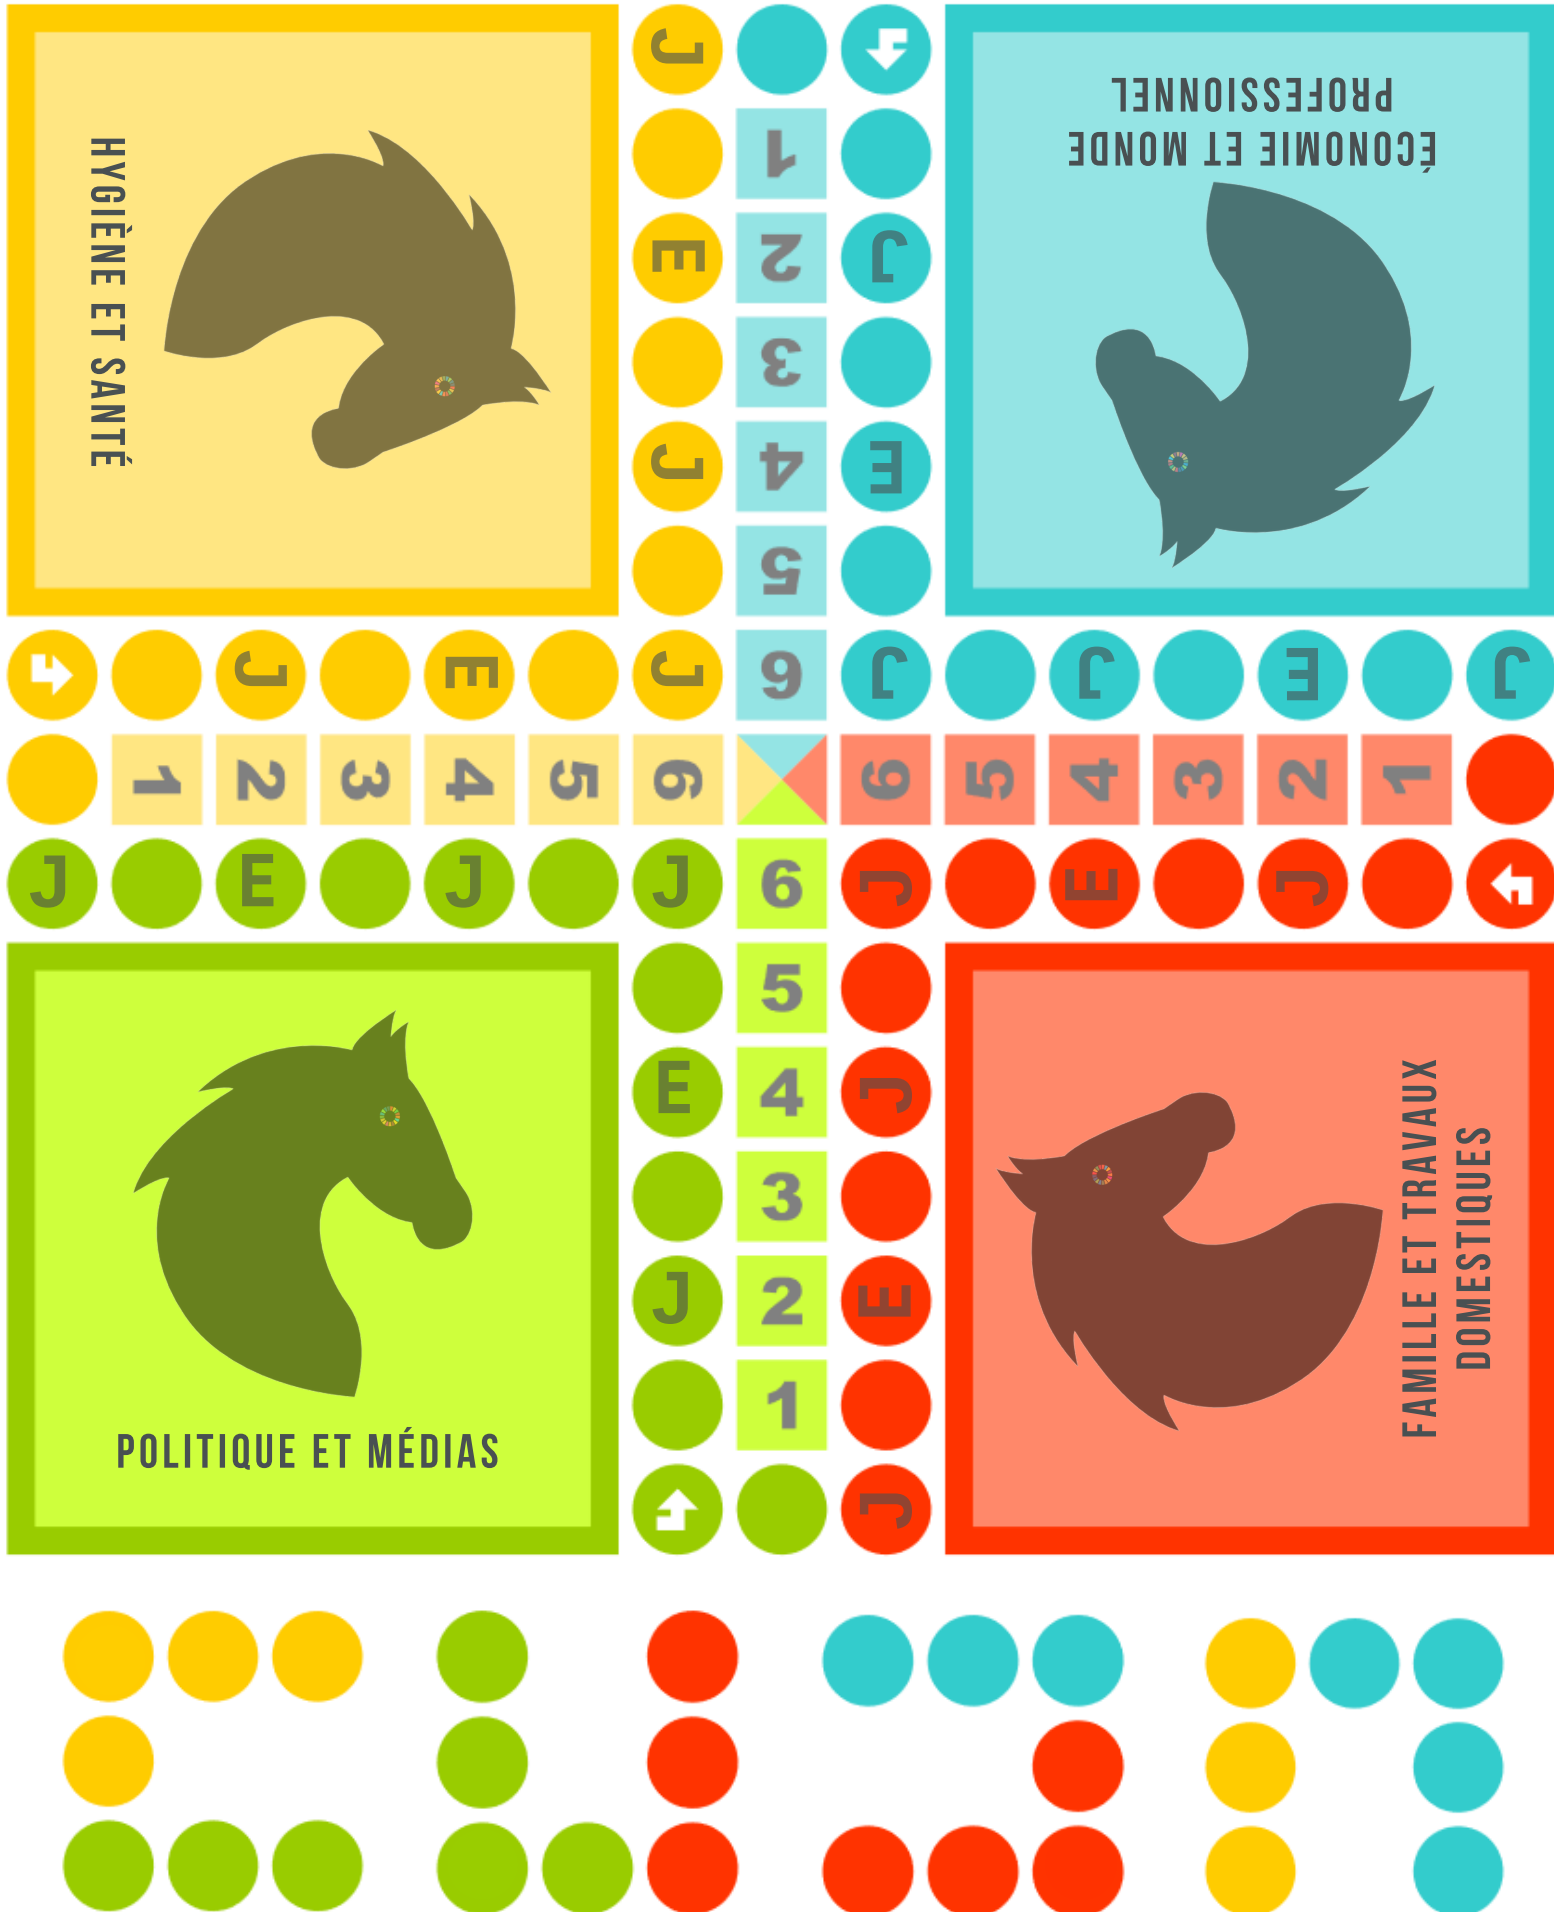 J
1
PROFESSIONNEL
ÉCONOMIE ET MONDE
HYGIÈNE ET SANTÉ
E
2
J
3
J
4
E
5
J
E
J
6
J
J
E
J
1
2
3
4
5
6
6
5
4
3
2
1
J
E
J
J
6
J
E
J
5
E
4
J
3
J
2
E
1
J
POLITIQUE ET MÉDIAS
FAMILLE ET TRAVAUX
DOMESTIQUES